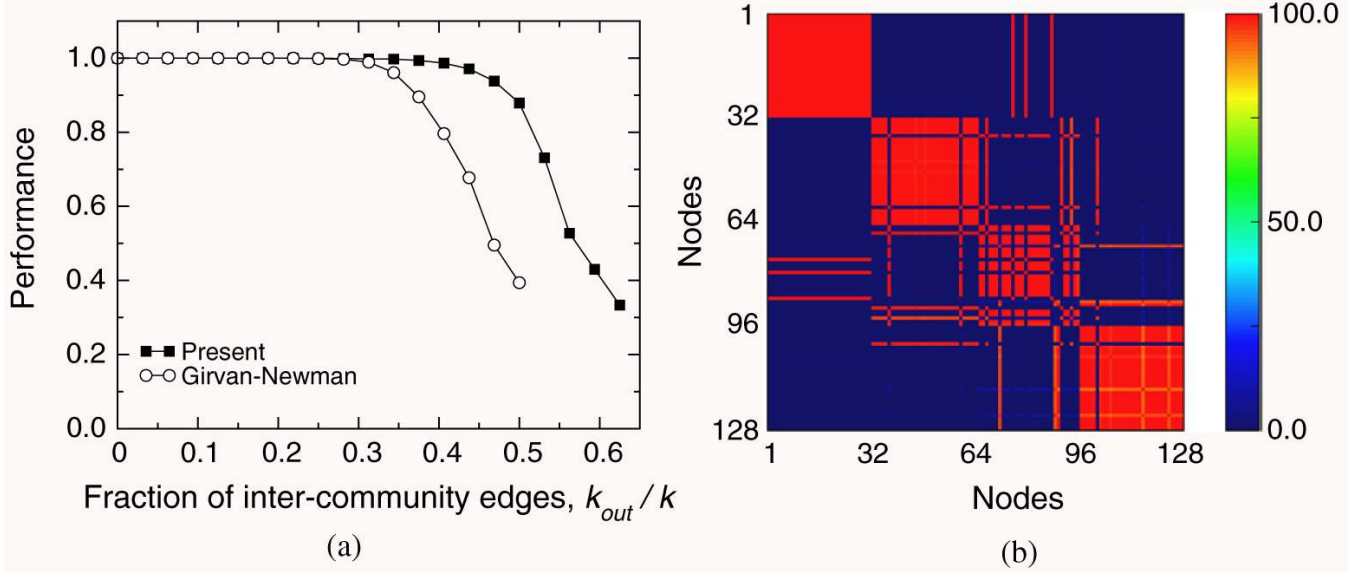 Performance
1.0
0.8
0.6
0.4
0.2
0.0
Present
Girvan-Newman
0 0.1 0.2 0.3 0.4 0.5 0.6
Fraction of inter-community edges, k_out / k
(a)
Nodes
1
32
64
96
128
1 32 64 96 128
Nodes
100.0
50.0
0.0
(b)